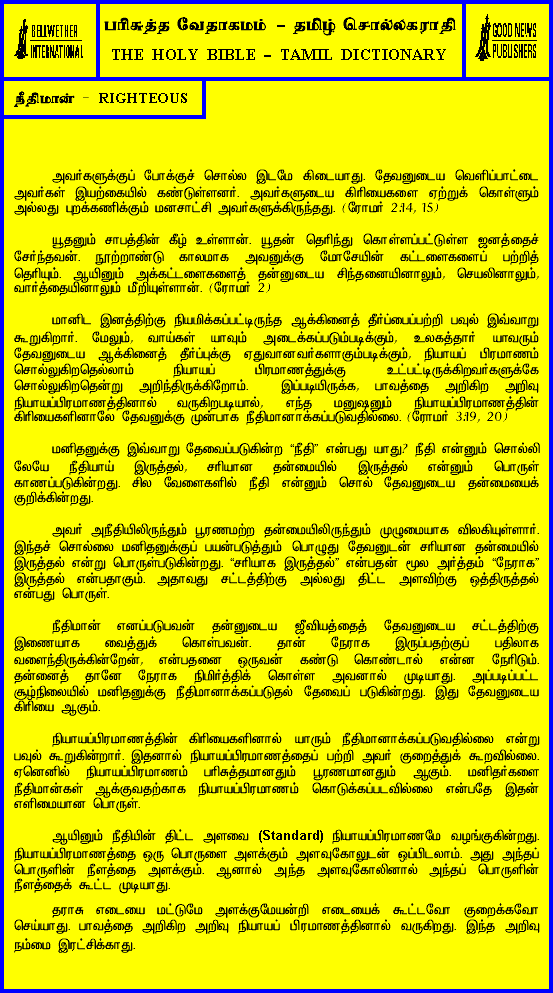 BELLWETHER
INTERNATIONAL
பரிசுத்த வேதாகமம் - தமிழ் சொல்லகராதி
THE HOLY BIBLE - TAMIL DICTIONARY
GOOD NEWS
PUBLISHERS
நீதிமான் - RIGHTEOUS
அவர்களுக்குப் போக்குச் சொல்ல இடமே கிடையாது. தேவனுடைய வெளிப்பாட்டை
அவர்கள் இயற்கையில் கண்டுள்ளனர். அவர்களுடைய கிரியைகளை ஏற்றுக் கொள்ளும்
அல்லது புறக்கணிக்கும் மனசாட்சி அவர்களுக்கிருந்தது. (ரோமர் 2:14, 15)
யூதனும் சாபத்தின் கீழ் உள்ளான். யூதன் தெரிந்து கொள்ளப்பட்டுள்ள ஜனத்தைச்
சேர்ந்தவன். நூற்றாண்டு காலமாக அவனுக்கு மோசேயின் கட்டளைகளைப் பற்றித்
தெரியும். ஆயினும் அக்கட்டளைகளைத் தன்னுடைய சிந்தனையினாலும், செயலினாலும்,
வார்த்தையினாலும் மீறியுள்ளான். (ரோமர் 2)
மானிட இனத்திற்கு நியமிக்கப்பட்டிருந்த ஆக்கினைத் தீர்ப்பைப்பற்றி பவுல் இவ்வாறு
கூறுகிறார். மேலும், வாய்கள் யாவும் அடைக்கப்படும்படிக்கும், உலகத்தார் யாவரும்
தேவனுடைய ஆக்கினைத் தீர்ப்புக்கு ஏதுவானவர்களாகும்படிக்கும், நியாயப் பிரமாணம்
சொல்லுகிறதெல்லாம் நியாயப் பிரமாணத்துக்கு உட்பட்டிருக்கிறவர்களுக்கே
சொல்லுகிறதென்று அறிந்திருக்கிறோம். இப்படியிருக்க, பாவத்தை அறிகிற அறிவு
நியாயப்பிரமாணத்தினால் வருகிறபடியால், எந்த மனுஷனும் நியாயப்பிரமாணத்தின்
கிரியைகளினாலே தேவனுக்கு முன்பாக நீதிமானாக்கப்படுவதில்லை. (ரோமர் 3:19, 20)
மனிதனுக்கு இவ்வாறு தேவைப்படுகின்ற "நீதி" என்பது யாது? நீதி என்னும் சொல்லி
லேயே நீதியாய் இருத்தல், சரியான தன்மையில் இருத்தல் என்னும் பொருள்
காணப்படுகின்றது. சில வேளைகளில் நீதி என்னும் சொல் தேவனுடைய தன்மையைக்
குறிக்கின்றது.
அவர் அநீதியிலிருந்தும் பூரணமற்ற தன்மையிலிருந்தும் முழுமையாக விலகியுள்ளார்.
இந்தச் சொல்லை மனிதனுக்குப் பயன்படுத்தும் பொழுது தேவனுடன் சரியான தன்மையில்
இருத்தல் என்று பொருள்படுகின்றது. "சரியாக இருத்தல்" என்பதன் மூல அர்த்தம் "நேராக"
இருத்தல் என்பதாகும். அதாவது சட்டத்திற்கு அல்லது திட்ட அளவிற்கு ஒத்திருத்தல்
என்பது பொருள்.
நீதிமான் எனப்படுபவன் தன்னுடைய ஜீவியத்தைத் தேவனுடைய சட்டத்திற்கு
இணையாக வைத்துக் கொள்பவன். தான் நேராக இருப்பதற்குப் பதிலாக
வளைந்திருக்கின்றேன், என்பதனை ஒருவன் கண்டு கொண்டால் என்ன நேரிடும்.
தன்னைத் தானே நேராக நிமிர்த்திக் கொள்ள அவனால் முடியாது. அப்படிப்பட்ட
சூழ்நிலையில் மனிதனுக்கு நீதிமானாக்கப்படுதல் தேவைப் படுகின்றது. இது தேவனுடைய
கிரியை ஆகும்.
நியாயப்பிரமாணத்தின் கிரியைகளினால் யாரும் நீதிமானாக்கப்படுவதில்லை என்று
பவுல் கூறுகின்றார். இதனால் நியாயப்பிரமாணத்தைப் பற்றி அவர் குறைத்துக் கூறவில்லை.
ஏனெனில் நியாயப்பிரமாணம் பரிசுத்தமானதும் பூரணமானதும் ஆகும். மனிதர்களை
நீதிமான்கள் ஆக்குவதற்காக நியாயப்பிரமாணம் கொடுக்கப்படவில்லை என்பதே இதன்
எளிமையான பொருள்.
ஆயினும் நீதியின் திட்ட அளவை (Standard) நியாயப்பிரமாணமே வழங்குகின்றது.
நியாயப்பிரமாணத்தை ஒரு பொருளை அளக்கும் அளவுகோலுடன் ஒப்பிடலாம். அது அந்தப்
பொருளின் நீளத்தை அளக்கும். ஆனால் அந்த அளவுகோலினால் அந்தப் பொருளின்
நீளத்தைக் கூட்ட முடியாது.
தராசு எடையை மட்டுமே அளக்குமேயன்றி எடையைக் கூட்டவோ குறைக்கவோ
செய்யாது. பாவத்தை அறிகிற அறிவு நியாயப் பிரமாணத்தினால் வருகிறது. இந்த அறிவு
நம்மை இரட்சிக்காது.